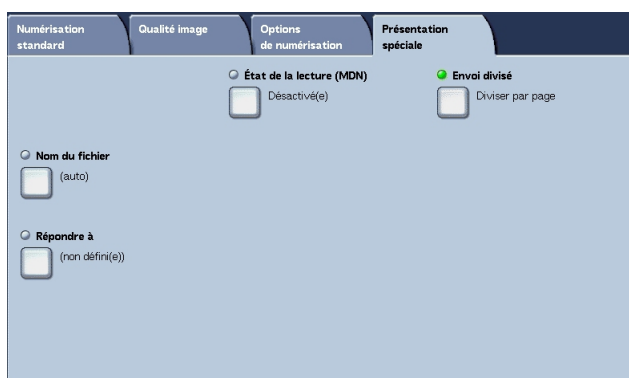 Numérisation
standard
Qualité image
Options
de numérisation
Présentation
spéciale
État de la lecture (MDN)
Désactivé(e)
Envoi divisé
Diviser par page
Nom du fichier
(auto)
Répondre à
(non défini(e))